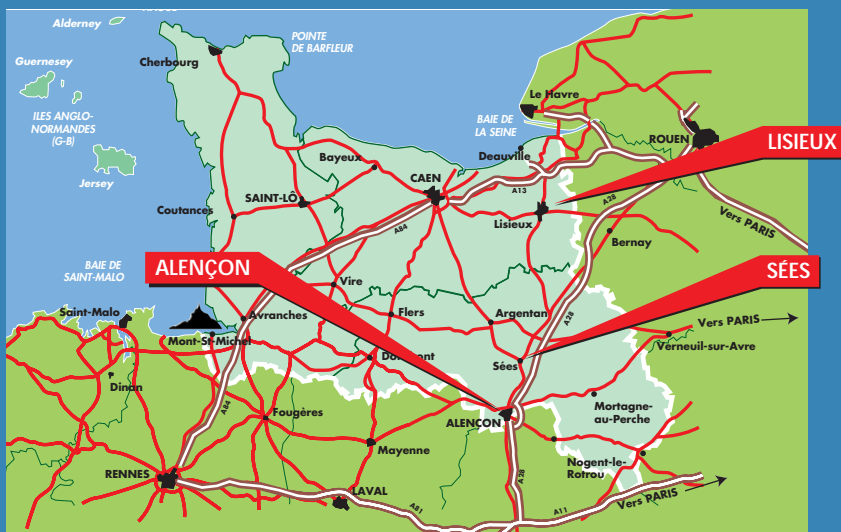 Alderney
POINTE
DE BARFLEUR
Cherbourg
Guernesey
ILES ANGLO-
NORMANDES
(G-B)
Jersey
Le Havre
BAIE DE
LA SEINE
ROUEN
LISIEUX
Deauville
Bayeux
CAEN
A13
A28
SAINT-LÔ
Coutances
Lisieux
A84
Bernay
Vers PARIS
BAIE DE
SAINT-MALO
ALENÇON
SÉES
Vire
Saint-Malo
Avranches
Flers
Argentan
A28
Vers PARIS
Mont-St-Michel
Verneuil-sur-Avre
Sées
Dinan
A84
Fougères
ALENÇON
Mortagne-
au-Perche
Mayenne
Nogent-le-
Rotrou
RENNES
A28
LAVAL
A81
A11
Vers PARIS